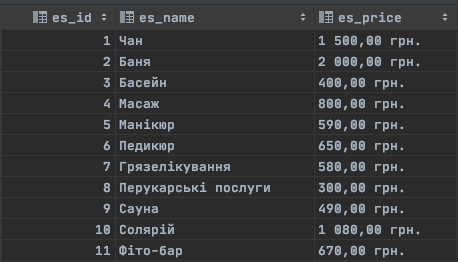 es_id es_name es_price
1 Чан 1 500,00 грн.
2 Баня 2 000,00 грн.
3 Басейн 400,00 грн.
4 Масаж 800,00 грн.
5 Манікюр 590,00 грн.
6 Педикюр 650,00 грн.
7 Грязелікування 580,00 грн.
8 Перукарські послуги 300,00 грн.
9 Сауна 490,00 грн.
10 Солярій 1 080,00 грн.
11 Фіто-бар 670,00 грн.